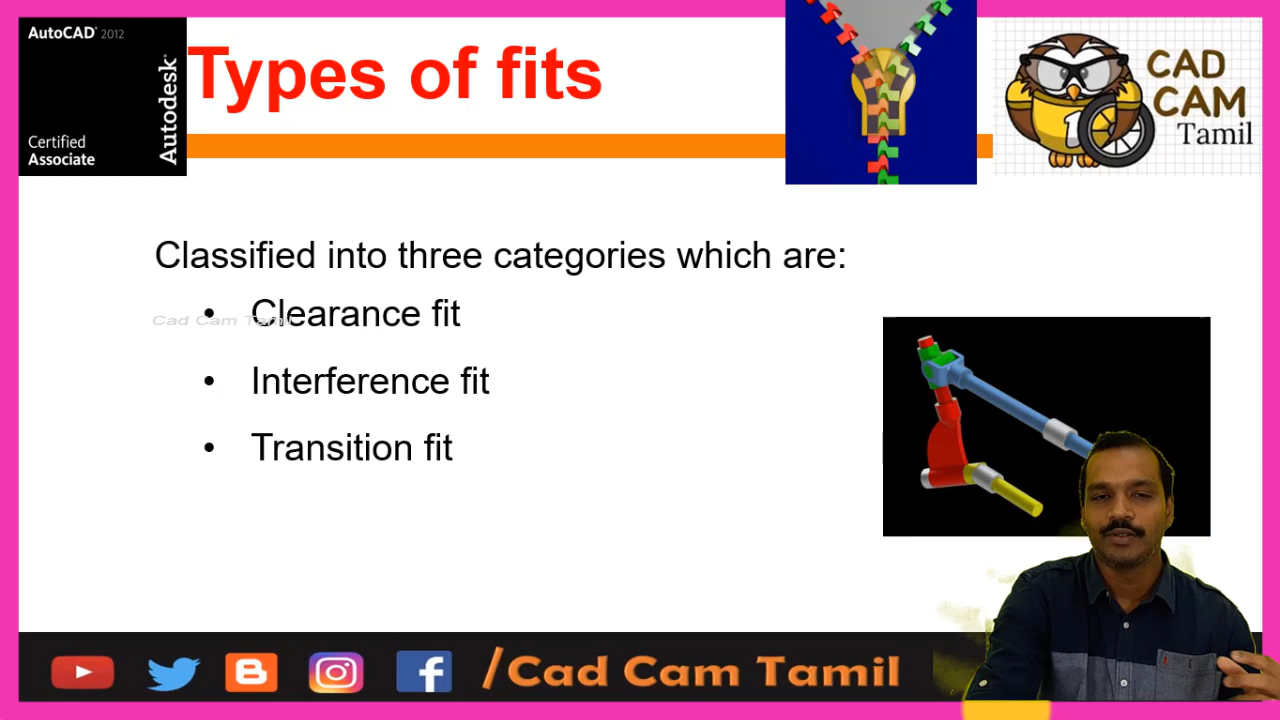 AutoCAD 2012
Autodesk
Certified
Associate
Types of fits
CAD
CAM
Tamil
1
Classified into three categories which are:
• Clearance fit
Cad Cam Tamil
• Interference fit
• Transition fit
/Cad Cam Tamil